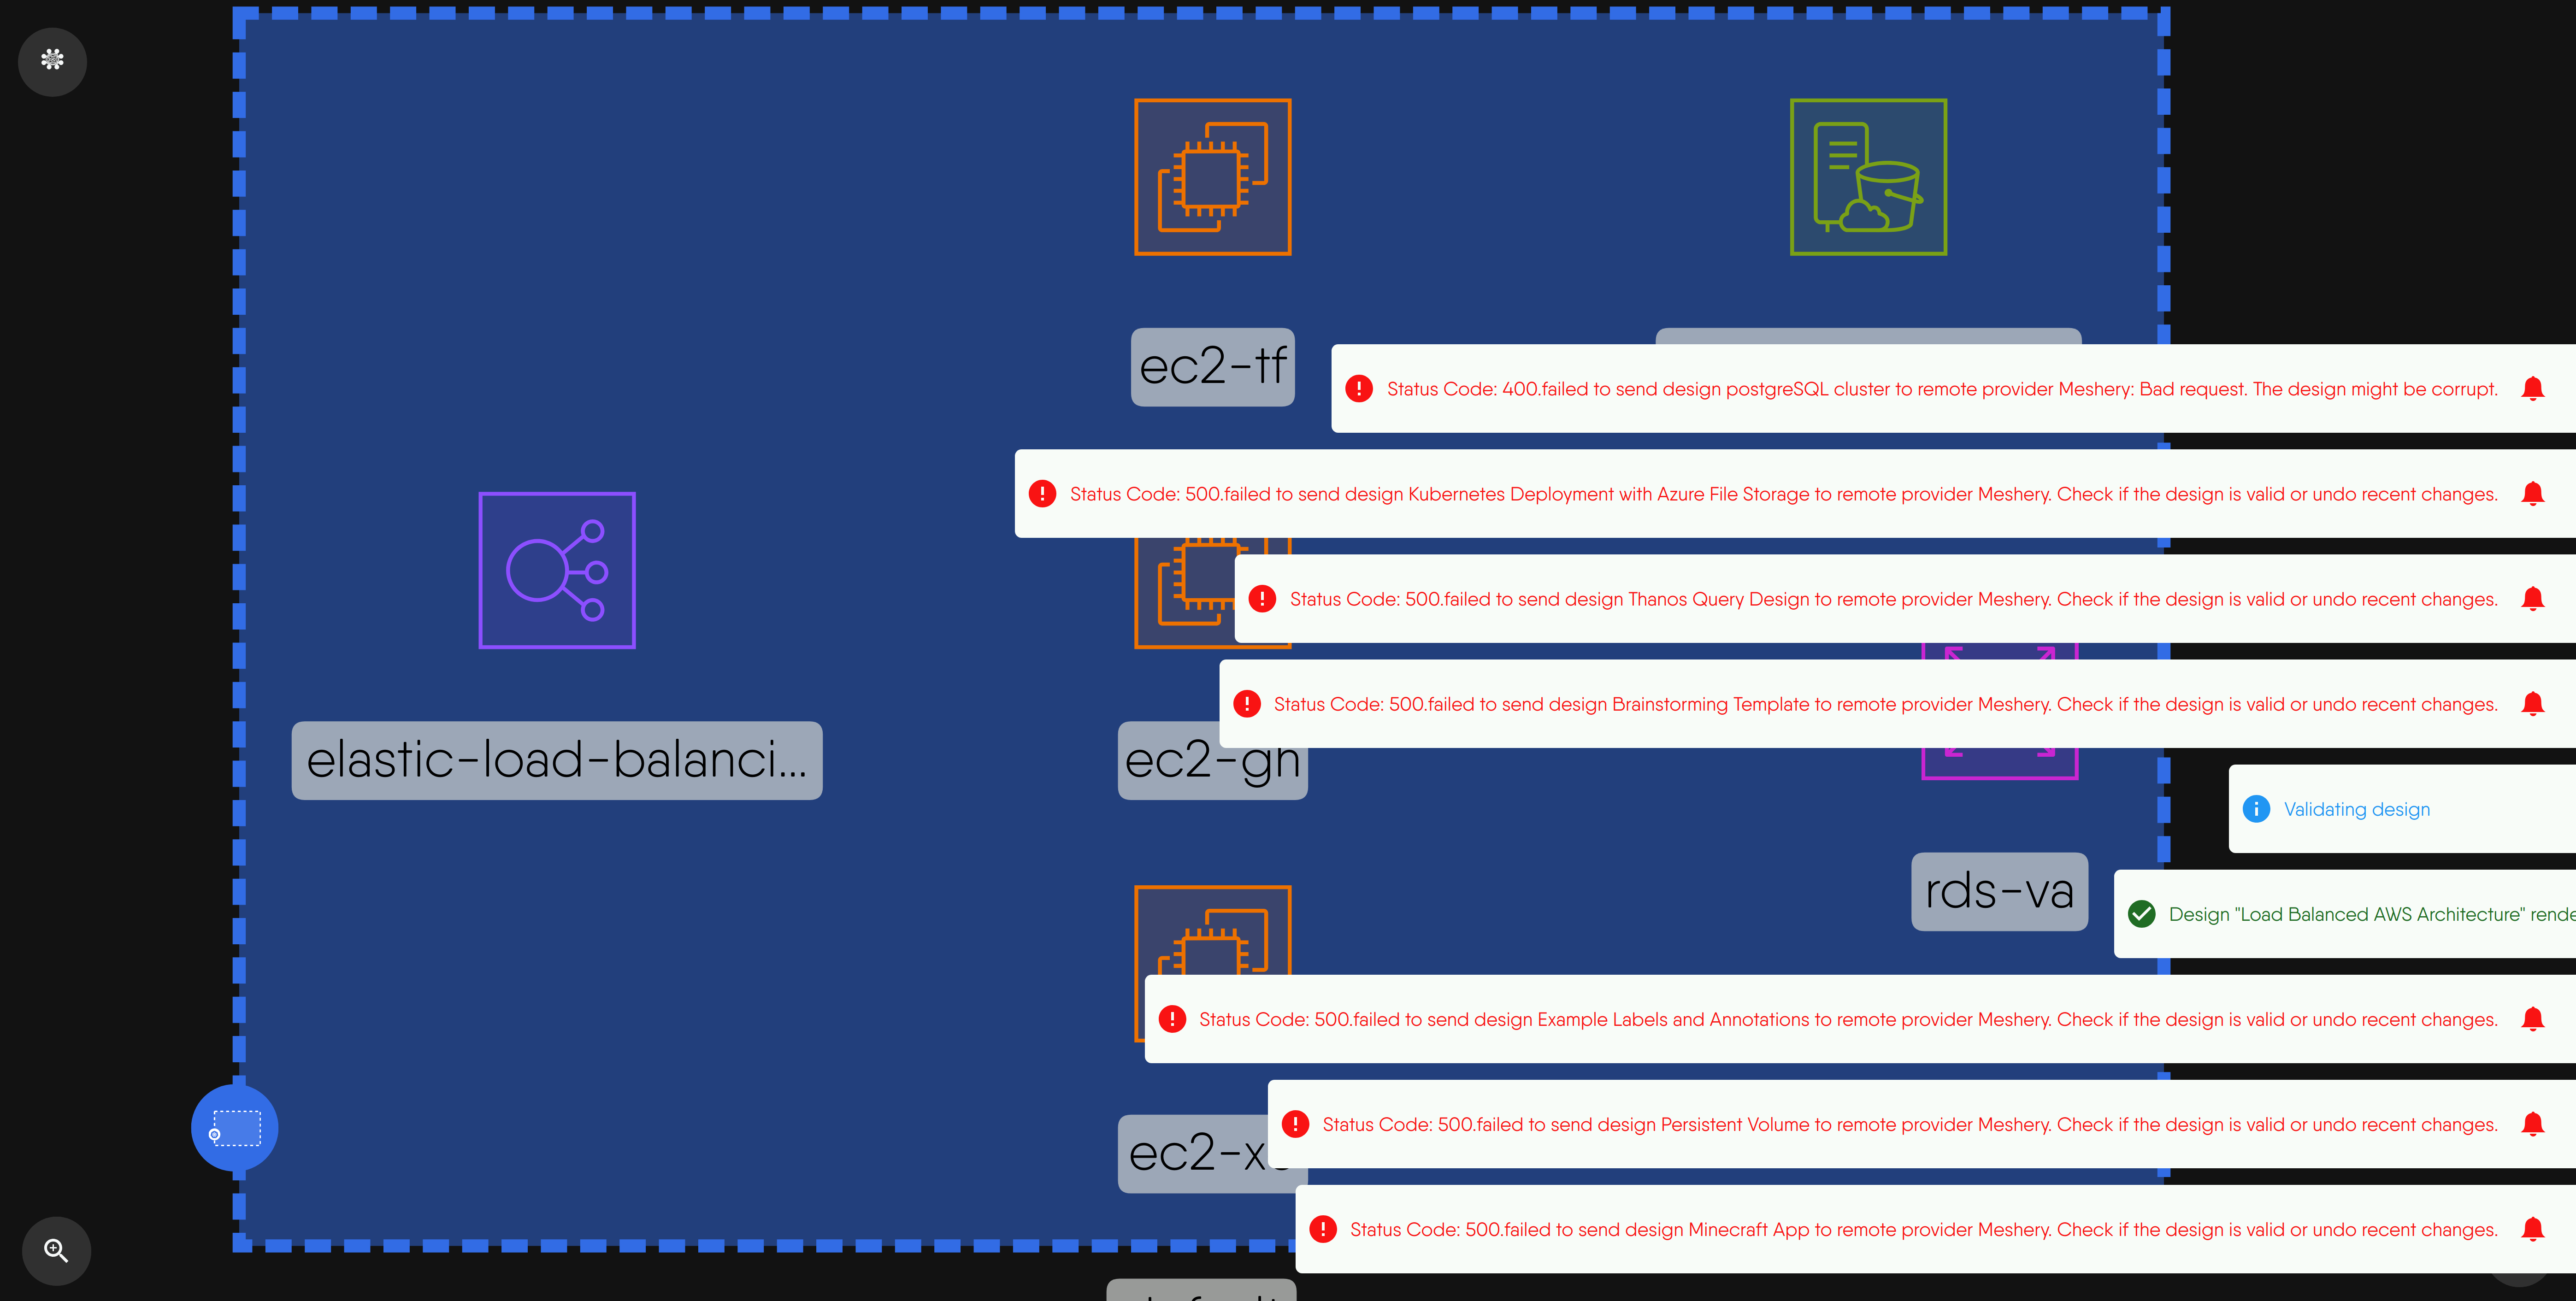 ec2-tf
Status Code: 400.failed to send design postgreSQL cluster to remote provider Meshery: Bad request. The design might be corrupt.
Status Code: 500.failed to send design Kubernetes Deployment with Azure File Storage to remote provider Meshery. Check if the design is valid or undo recent changes.
Status Code: 500.failed to send design Thanos Query Design to remote provider Meshery. Check if the design is valid or undo recent changes.
Status Code: 500.failed to send design Brainstorming Template to remote provider Meshery. Check if the design is valid or undo recent changes.
elastic-load-balanci...
ec2-gh
Validating design
rds-va
Design "Load Balanced AWS Architecture" rende
Status Code: 500.failed to send design Example Labels and Annotations to remote provider Meshery. Check if the design is valid or undo recent changes.
Status Code: 500.failed to send design Persistent Volume to remote provider Meshery. Check if the design is valid or undo recent changes.
Status Code: 500.failed to send design Minecraft App to remote provider Meshery. Check if the design is valid or undo recent changes.